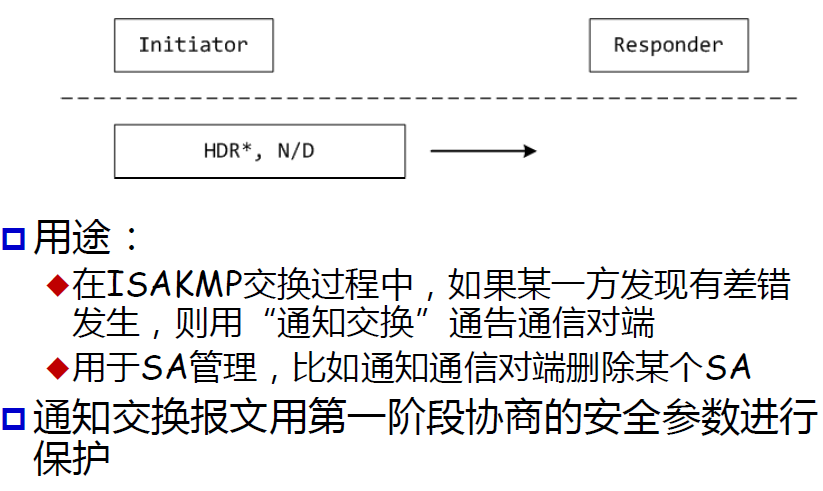 Initiator
Responder
HDR*, N/D
用途：
在ISAKMP交换过程中，如果某一方发现有差错
发生，则用“通知交换”通告通信对端
用于SA管理，比如通知通信对端删除某个SA
通知交换报文用第一阶段协商的安全参数进行
保护